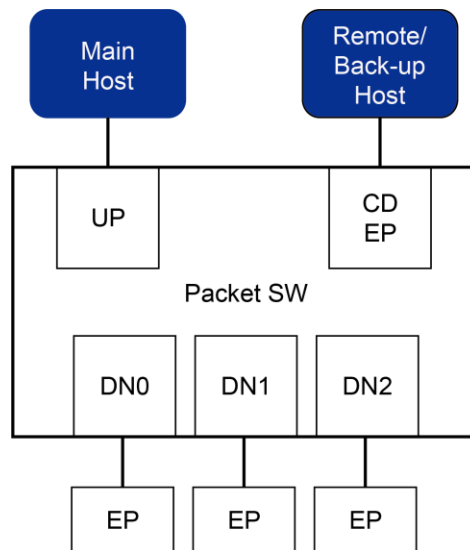 Main
Host
Remote/
Back-up
Host
UP
CD
EP
Packet SW
DN0
DN1
DN2
EP
EP
EP